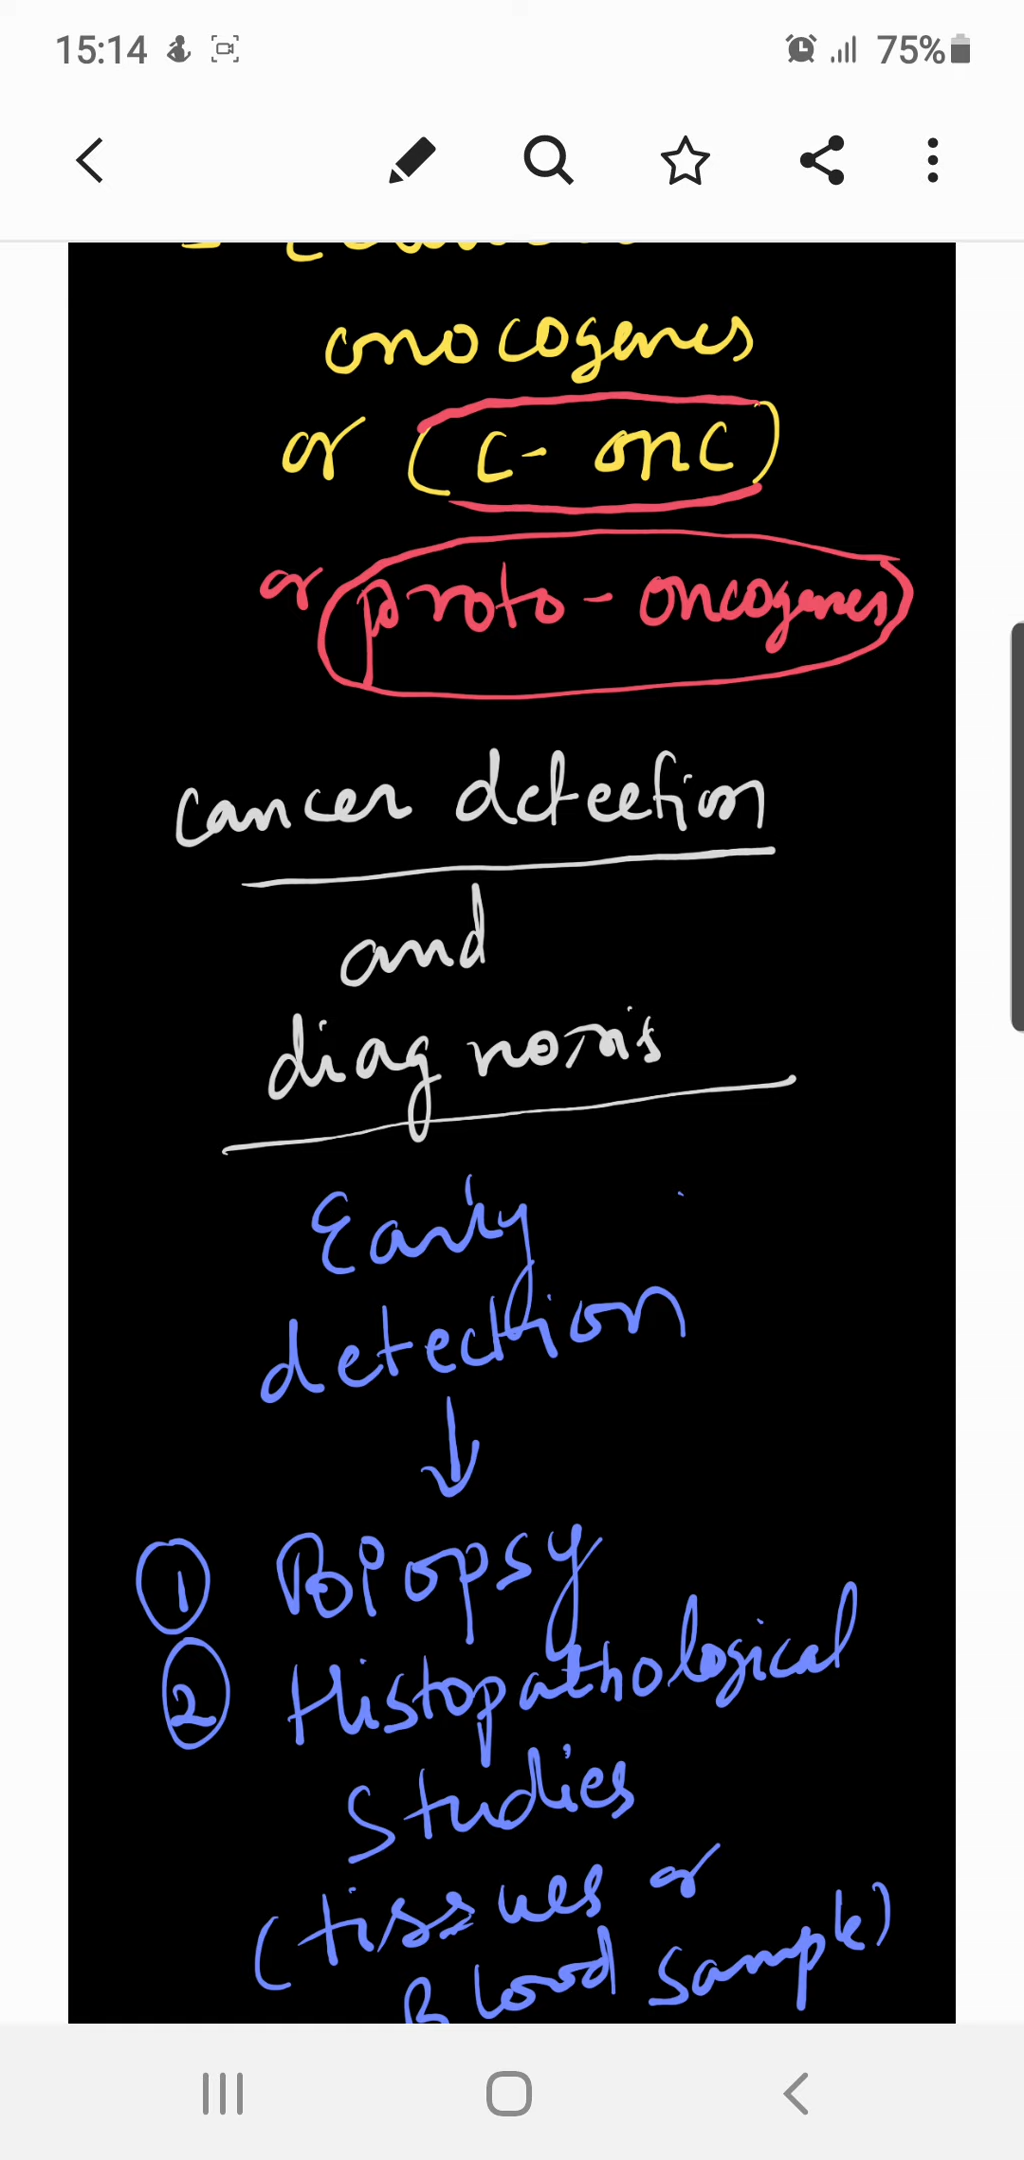 15:14 75%
onocogenes
or (c-onc)
or (proto-oncogenes)
cancer detection
and
diagnosis
Early
detection
1 Biopsy
2 Histopathological
studies
(tissues or
Blood sample)